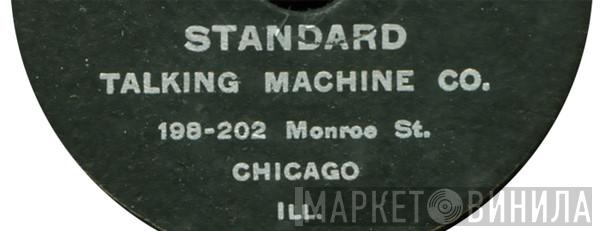 STANDARD
TALKING MACHINE CO.
198-202 Monroe St.
CHICAGO
ILL.
МАРКЕТ ВИНИЛА